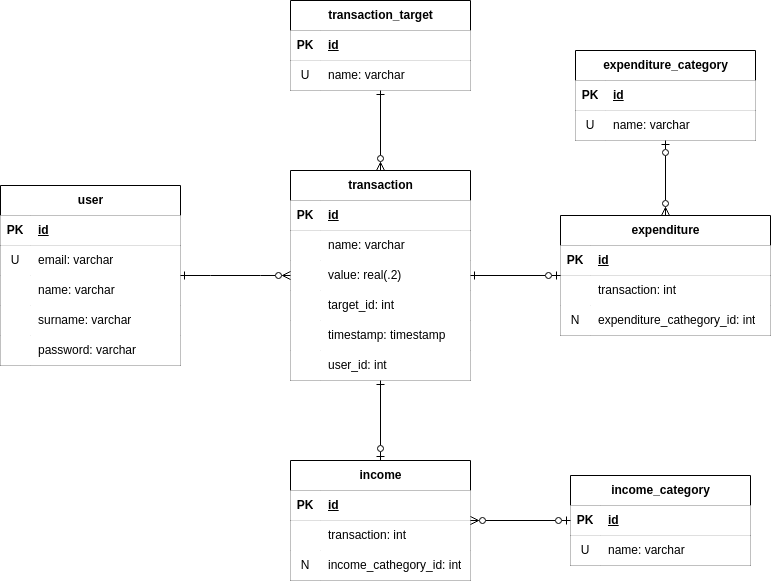 transaction_target
PK id
U name: varchar
expenditure_category
PK id
U name: varchar
user
PK id
U email: varchar
name: varchar
surname: varchar
password: varchar
transaction
PK id
name: varchar
value: real(.2)
target_id: int
timestamp: timestamp
user_id: int
expenditure
PK id
transaction: int
N expenditure_cathegory_id: int
income
PK id
transaction: int
N income_cathegory_id: int
income_category
PK id
U name: varchar